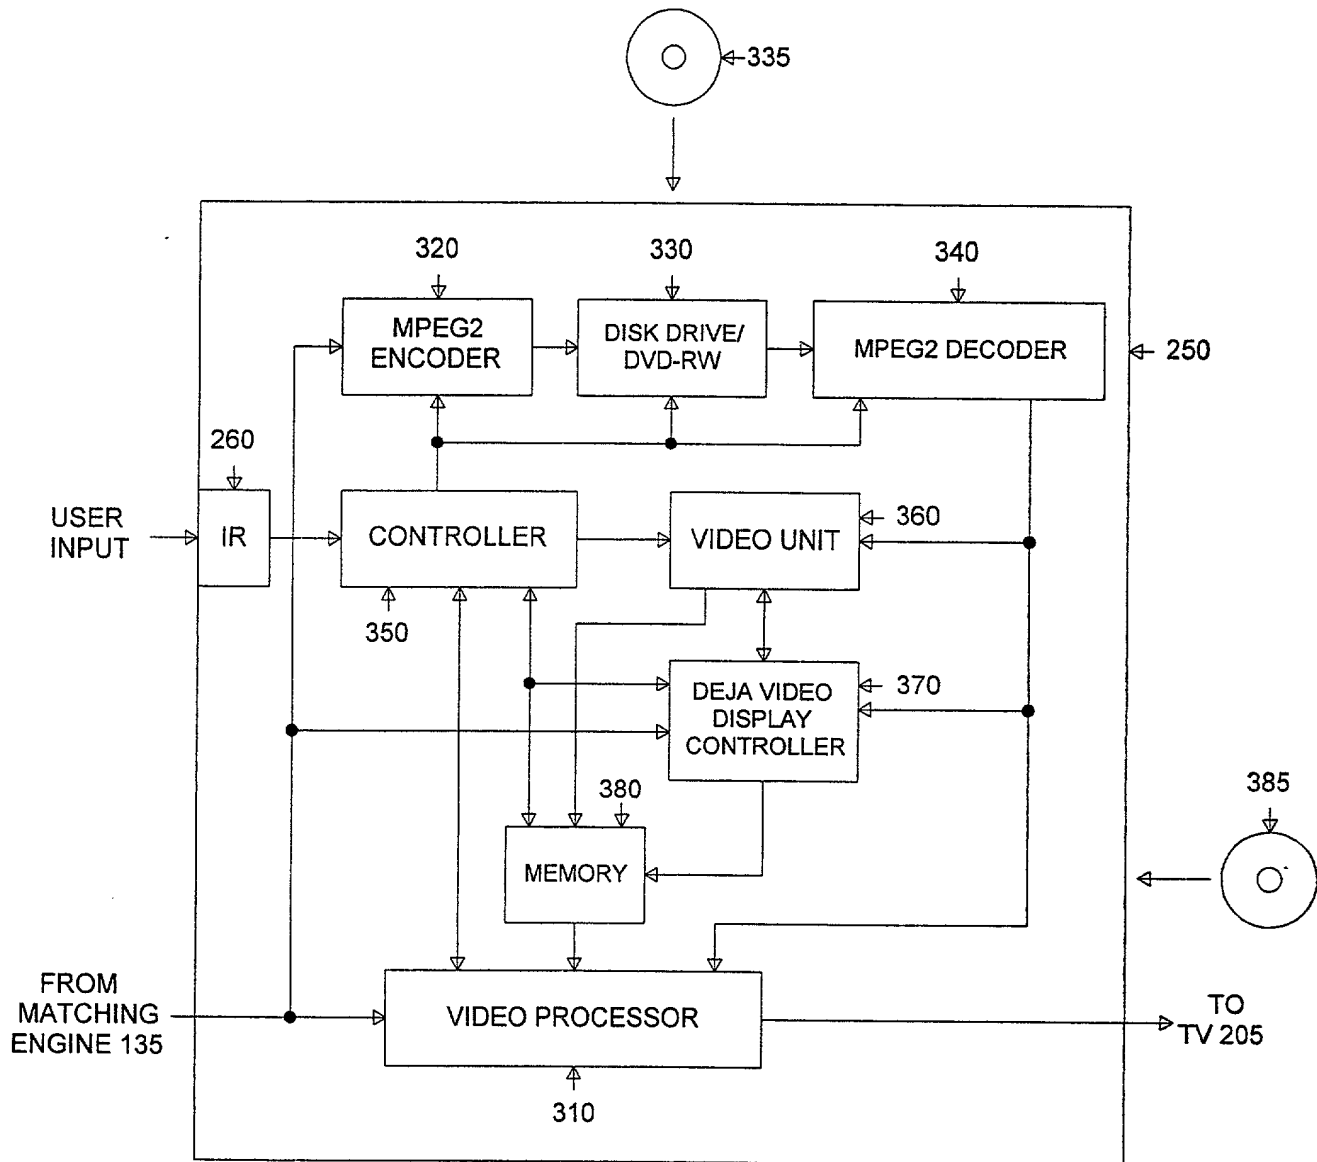 335
320
330
340
MPEG2
ENCODER
DISK DRIVE/
DVD-RW
MPEG2 DECODER
250
260
USER
INPUT
IR
CONTROLLER
VIDEO UNIT
360
350
DEJA VIDEO
DISPLAY
CONTROLLER
370
380
385
MEMORY
FROM
MATCHING
ENGINE 135
VIDEO PROCESSOR
TO
TV 205
310